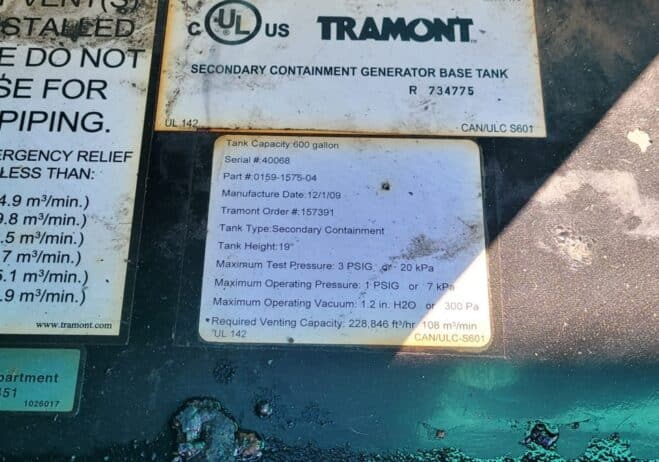 VENT(S)
INSTALLED
E DO NOT
SE FOR
PIPING.
ERGENCY RELIEF
LESS THAN:
4.9 m³/min.)
9.8 m³/min.)
.5 m³/min.)
.7 m³/min.)
5.1 m³/min.)
.9 m³/min.)
www.tramont.com
partment
451
1026017
C UL US TRAMONT
SECONDARY CONTAINMENT GENERATOR BASE TANK
R 734775
UL 142 CAN/ULC S601
Tank Capacity:600 gallon
Serial #:40068
Part #:0159-1575-04
Manufacture Date:12/1/09
Tramont Order #:157391
Tank Type:Secondary Containment
Tank Height:19"
Maximum Test Pressure: 3 PSIG or 20 kPa
Maximum Operating Pressure: 1 PSIG or 7 kPa
Maximum Operating Vacuum: 1.2 in. H2O or 300 Pa
*Required Venting Capacity: 228,846 ft³/hr 108 m³/min
UL 142 CAN/ULC-S601